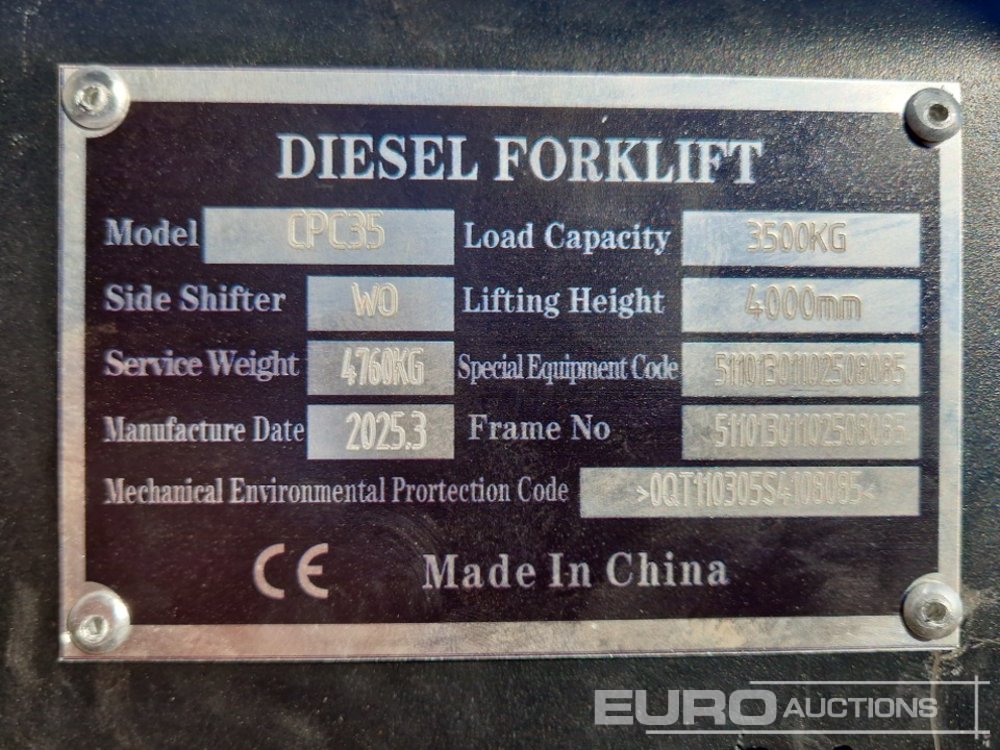 DIESEL FORKLIFT
Model CPC35 Load Capacity 3500KG
Side Shifter WO Lifting Height 4000mm
Service Weight 4760KG Special Equipment Code 51101301102508085
Manufacture Date 2025.3 Frame No 51101301102508085
Mechanical Environmental Prortection Code >0QT110305S4108085<
CE Made In China
EURO AUCTIONS